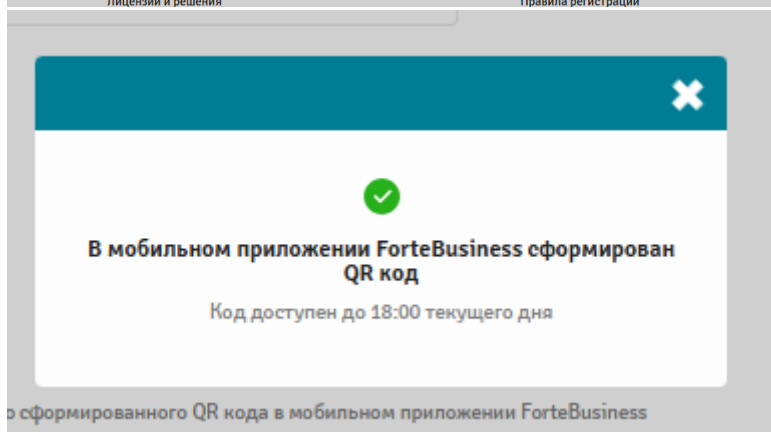 Лицензии и решения Правила регистрации
В мобильном приложении ForteBusiness сформирован
QR код
Код доступен до 18:00 текущего дня
о сформированного QR кода в мобильном приложении ForteBusiness